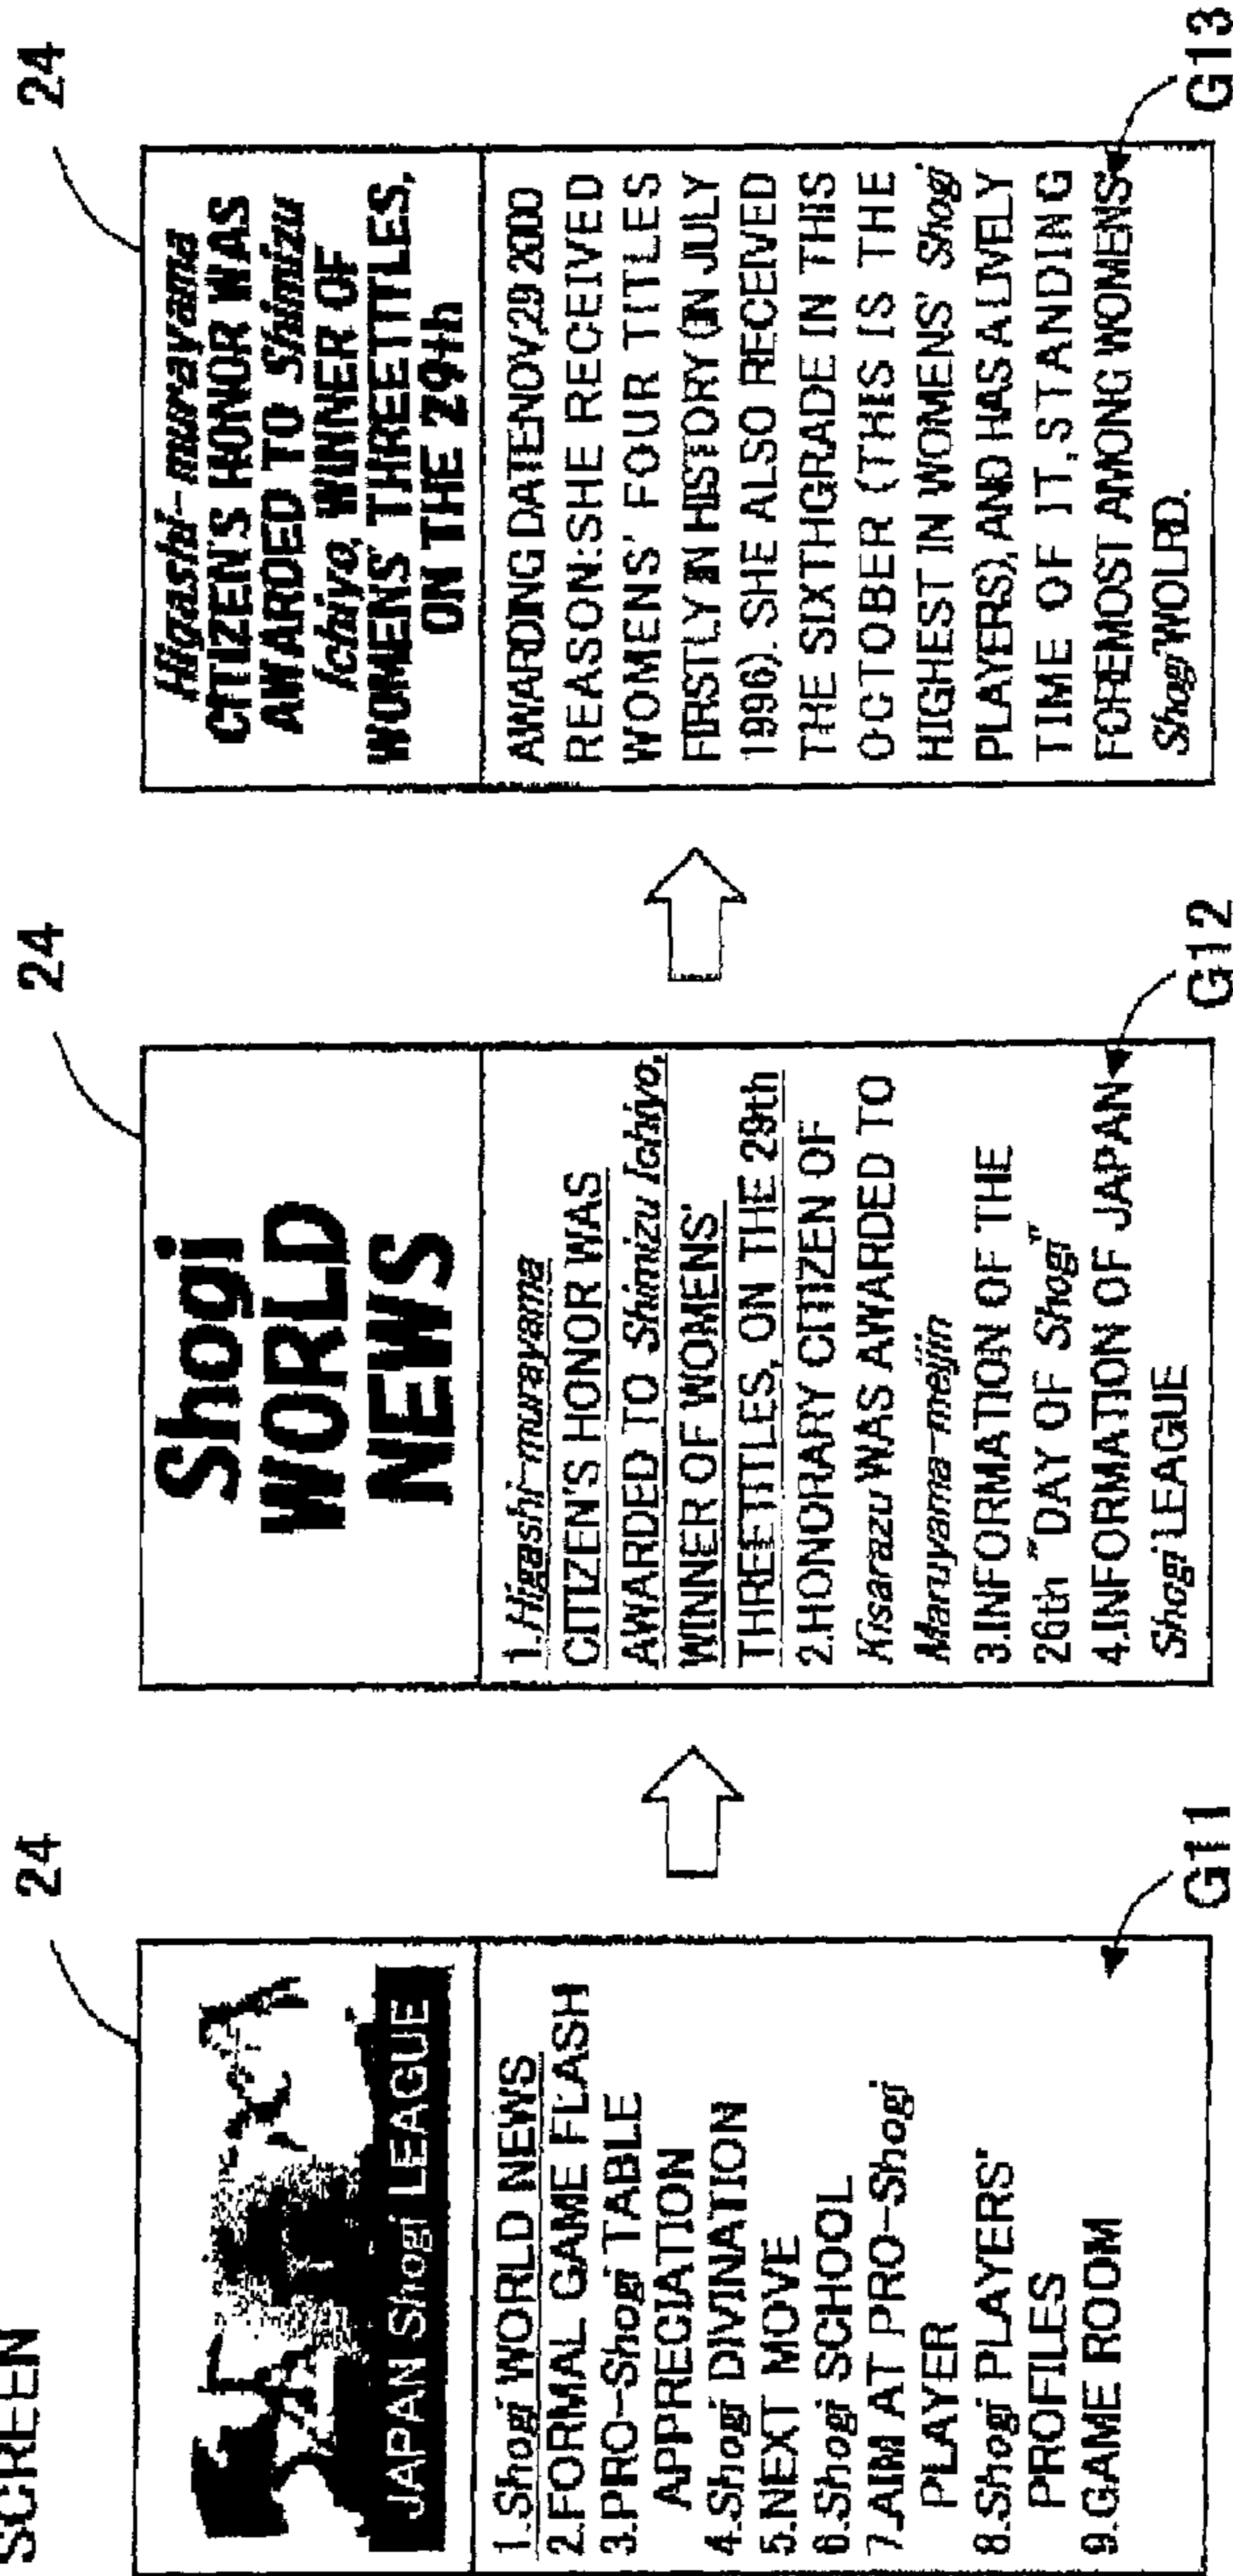 SCREEN
24
JAPAN Shogi LEAGUE
1.Shogi WORLD NEWS
2.FORMAL GAME FLASH
3.PRO-Shogi TABLE
APPRECIATION
4.Shogi DIVINATION
5.NEXT MOVE
6.Shogi SCHOOL
7.AIM AT PRO-Shogi
PLAYER
8.Shogi PLAYERS'
PROFILES
9.GAME ROOM
G11
24
Shogi
WORLD
NEWS
1.Higashi-murayama
CITIZEN'S HONOR WAS
AWARDED TO Shimizu Ichiyo,
WINNER OF WOMENS'
THREETITLES, ON THE 29th
2.HONORARY CITIZEN OF
Kisarazu WAS AWARDED TO
Maruyama-meijin
3.INFORMATION OF THE
26th "DAY OF Shogi"
4.INFORMATION OF JAPAN
Shogi LEAGUE
G12
24
Higashi-murayama
CITIZEN'S HONOR WAS
AWARDED TO Shimizu
Ichiyo, WINNER OF
WOMENS' THREETITLES,
ON THE 29th
AWARDING DATE:NOV,29 2000
REASON:SHE RECEIVED
WOMENS' FOUR TITLES
FIRSTLY IN HISTORY (IN JULY
1996). SHE ALSO RECEIVED
THE SIXTHGRADE IN THIS
OCTOBER (THIS IS THE
HIGHEST IN WOMENS' Shogi
PLAYERS), AND HAS A LIVELY
TIME OF IT, STANDING
FOREMOST AMONG WOMENS'
Shogi WOLRD.
G13